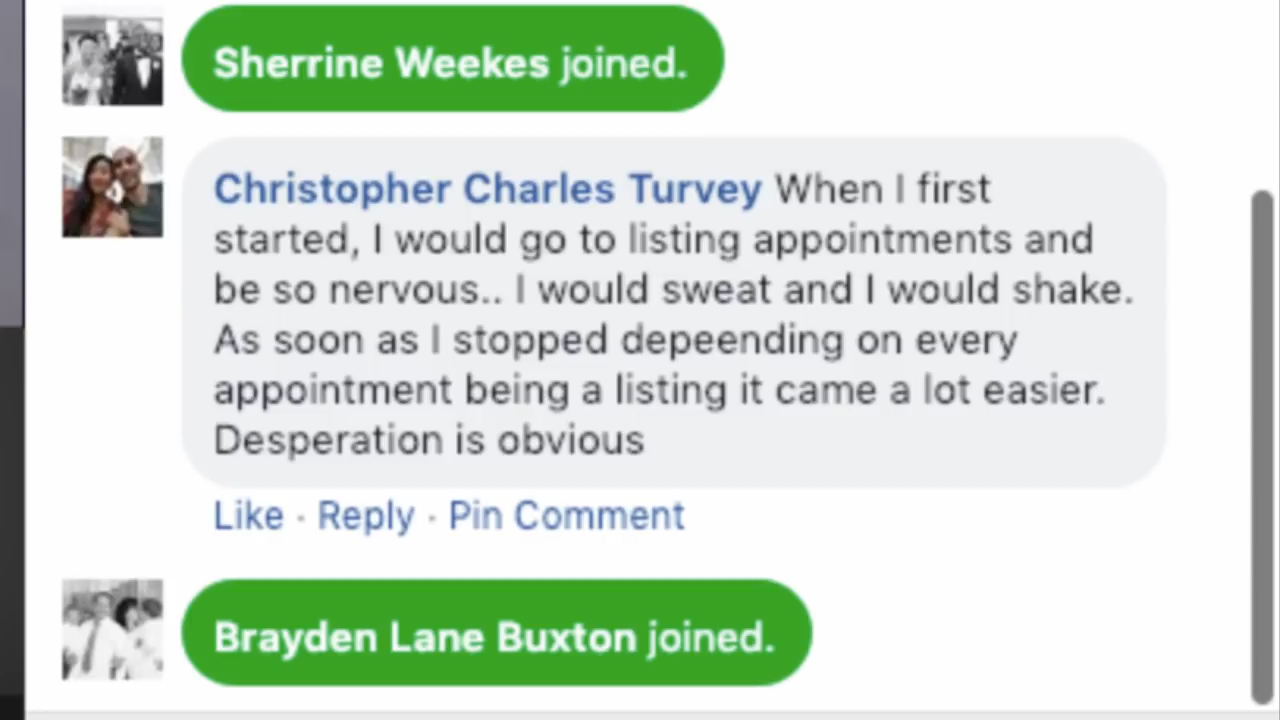 Sherrine Weekes joined.
Christopher Charles Turvey When I first
started, I would go to listing appointments and
be so nervous.. I would sweat and I would shake.
As soon as I stopped depeending on every
appointment being a listing it came a lot easier.
Desperation is obvious
Like · Reply · Pin Comment
Brayden Lane Buxton joined.